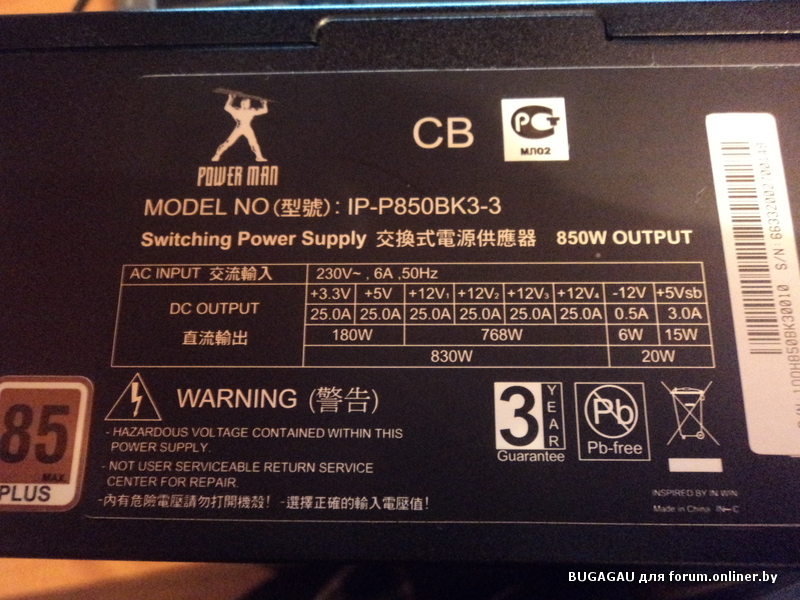 POWER MAN
CB
РСТ
МЛ02
MODEL NO(型號): IP-P850BK3-3
Switching Power Supply 交換式電源供應器 850W OUTPUT
AC INPUT 交流輸入 230V~ , 6A ,50Hz
DC OUTPUT 直流輸出
+3.3V +5V +12V1 +12V2 +12V3 +12V4 -12V +5Vsb
25.0A 25.0A 25.0A 25.0A 25.0A 25.0A 0.5A 3.0A
180W 768W 6W 15W
830W 20W
85
MAX.
PLUS
WARNING (警告)
- HAZARDOUS VOLTAGE CONTAINED WITHIN THIS
POWER SUPPLY.
- NOT USER SERVICEABLE RETURN SERVICE
CENTER FOR REPAIR.
-內有危險電壓請勿打開機殼! -選擇正確的輸入電壓值!
3 YEAR
Guarantee
Pb
Pb-free
INSPIRED BY IN WIN
Made in China IN-C
S/N:66332002700149
BUGAGAU для forum.onliner.by